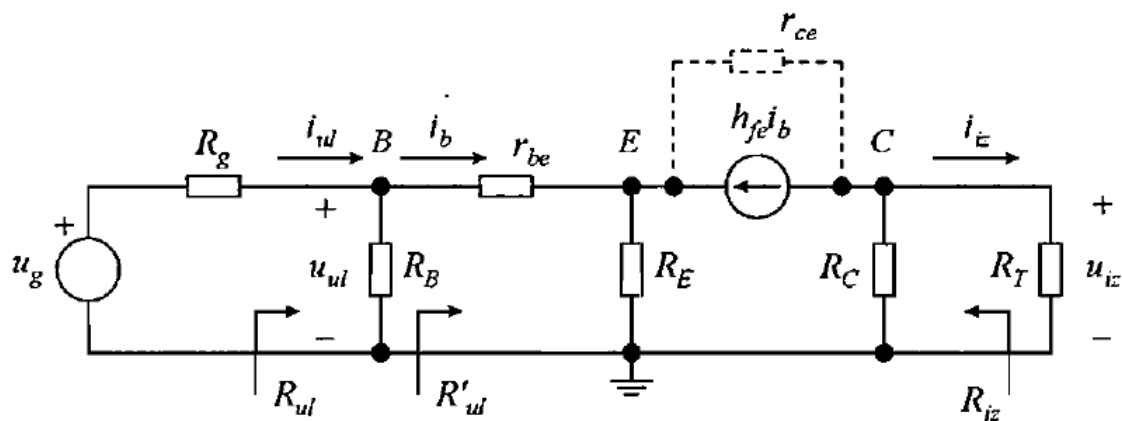 r_ce
i_ul B i_b E h_fe i_b C i_iz
R_g r_be
+ + +
u_g u_ul R_B R_E R_C R_T u_iz
− −
R_ul R'_ul R_iz